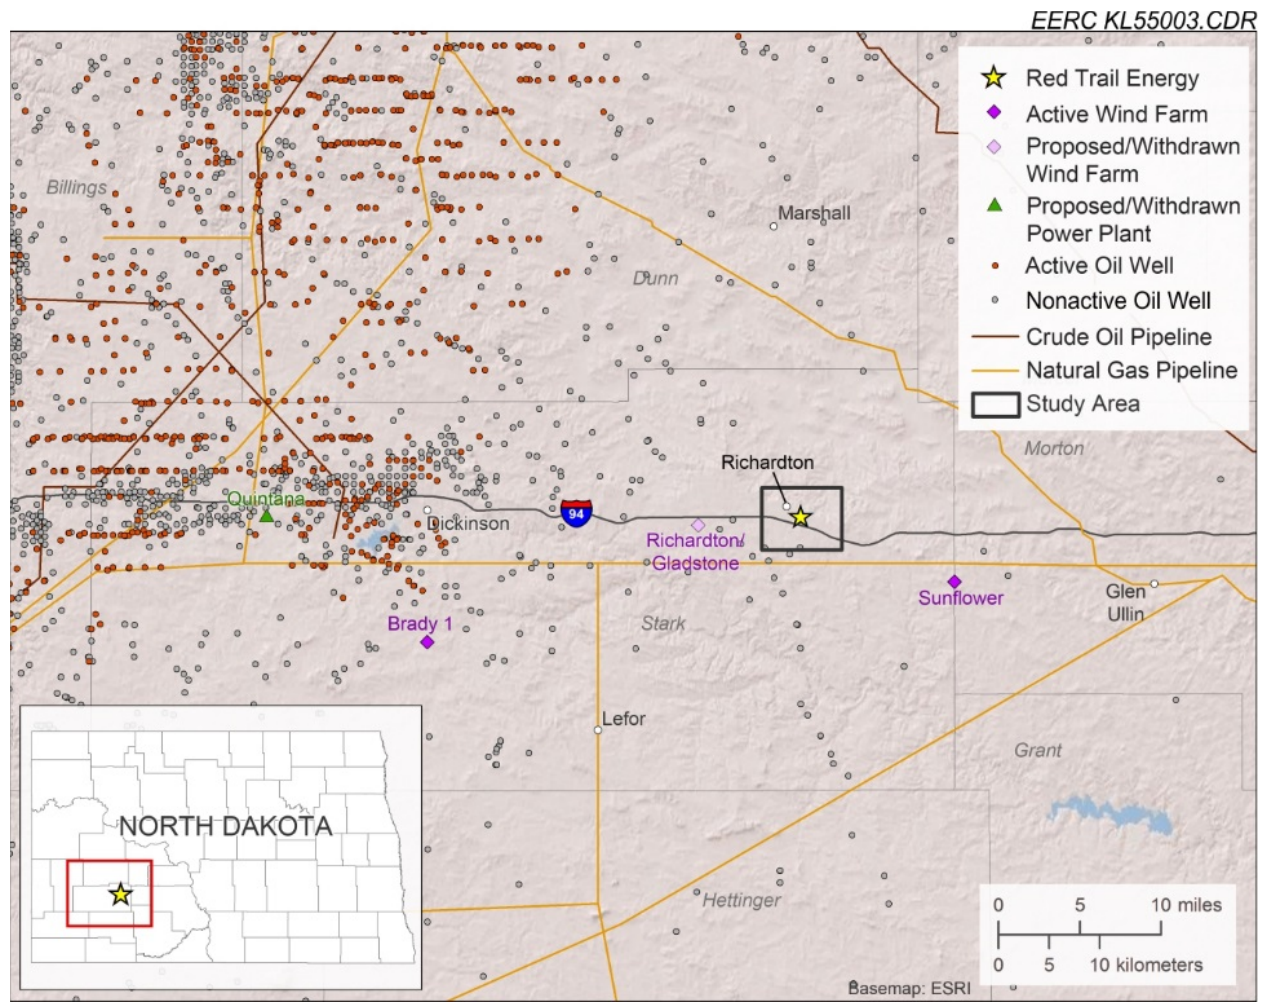 EERC KL55003.CDR
Red Trail Energy
Active Wind Farm
Proposed/Withdrawn
Wind Farm
Proposed/Withdrawn
Power Plant
Active Oil Well
Nonactive Oil Well
Crude Oil Pipeline
Natural Gas Pipeline
Study Area
Billings
Marshall
Dunn
Morton
Richardton
Quintana
Dickinson
94
Richardton/
Gladstone
Sunflower
Glen
Ullin
Brady 1
Stark
Lefor
Grant
NORTH DAKOTA
Hettinger
0 5 10 miles
0 5 10 kilometers
Basemap: ESRI